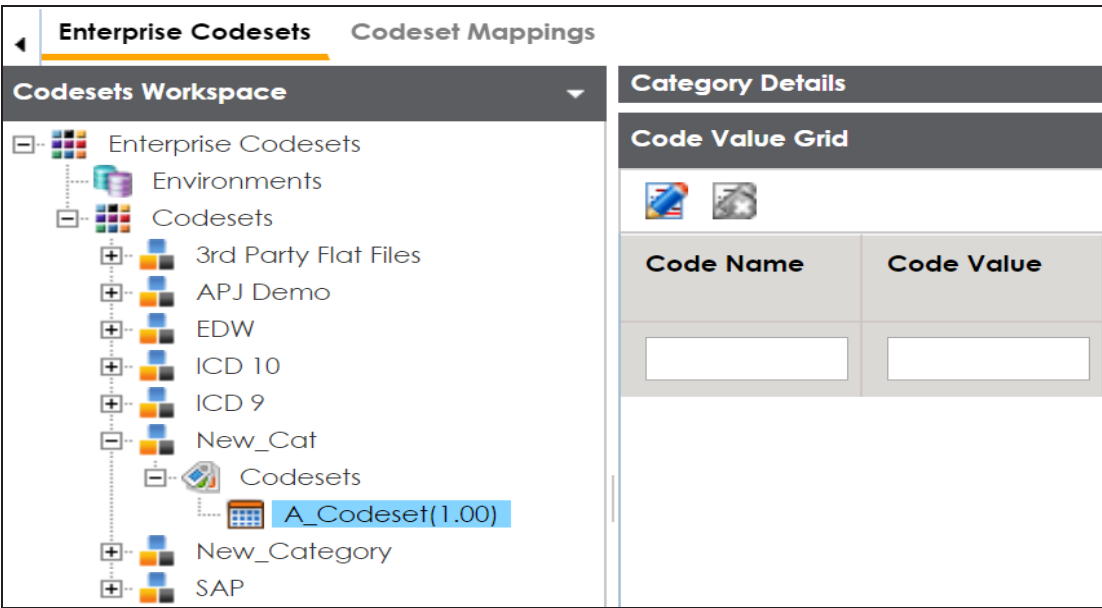 Enterprise Codesets Codeset Mappings
Codesets Workspace
Enterprise Codesets
Environments
Codesets
3rd Party Flat Files
APJ Demo
EDW
ICD 10
ICD 9
New_Cat
Codesets
A_Codeset(1.00)
New_Category
SAP
Category Details
Code Value Grid
Code Name Code Value